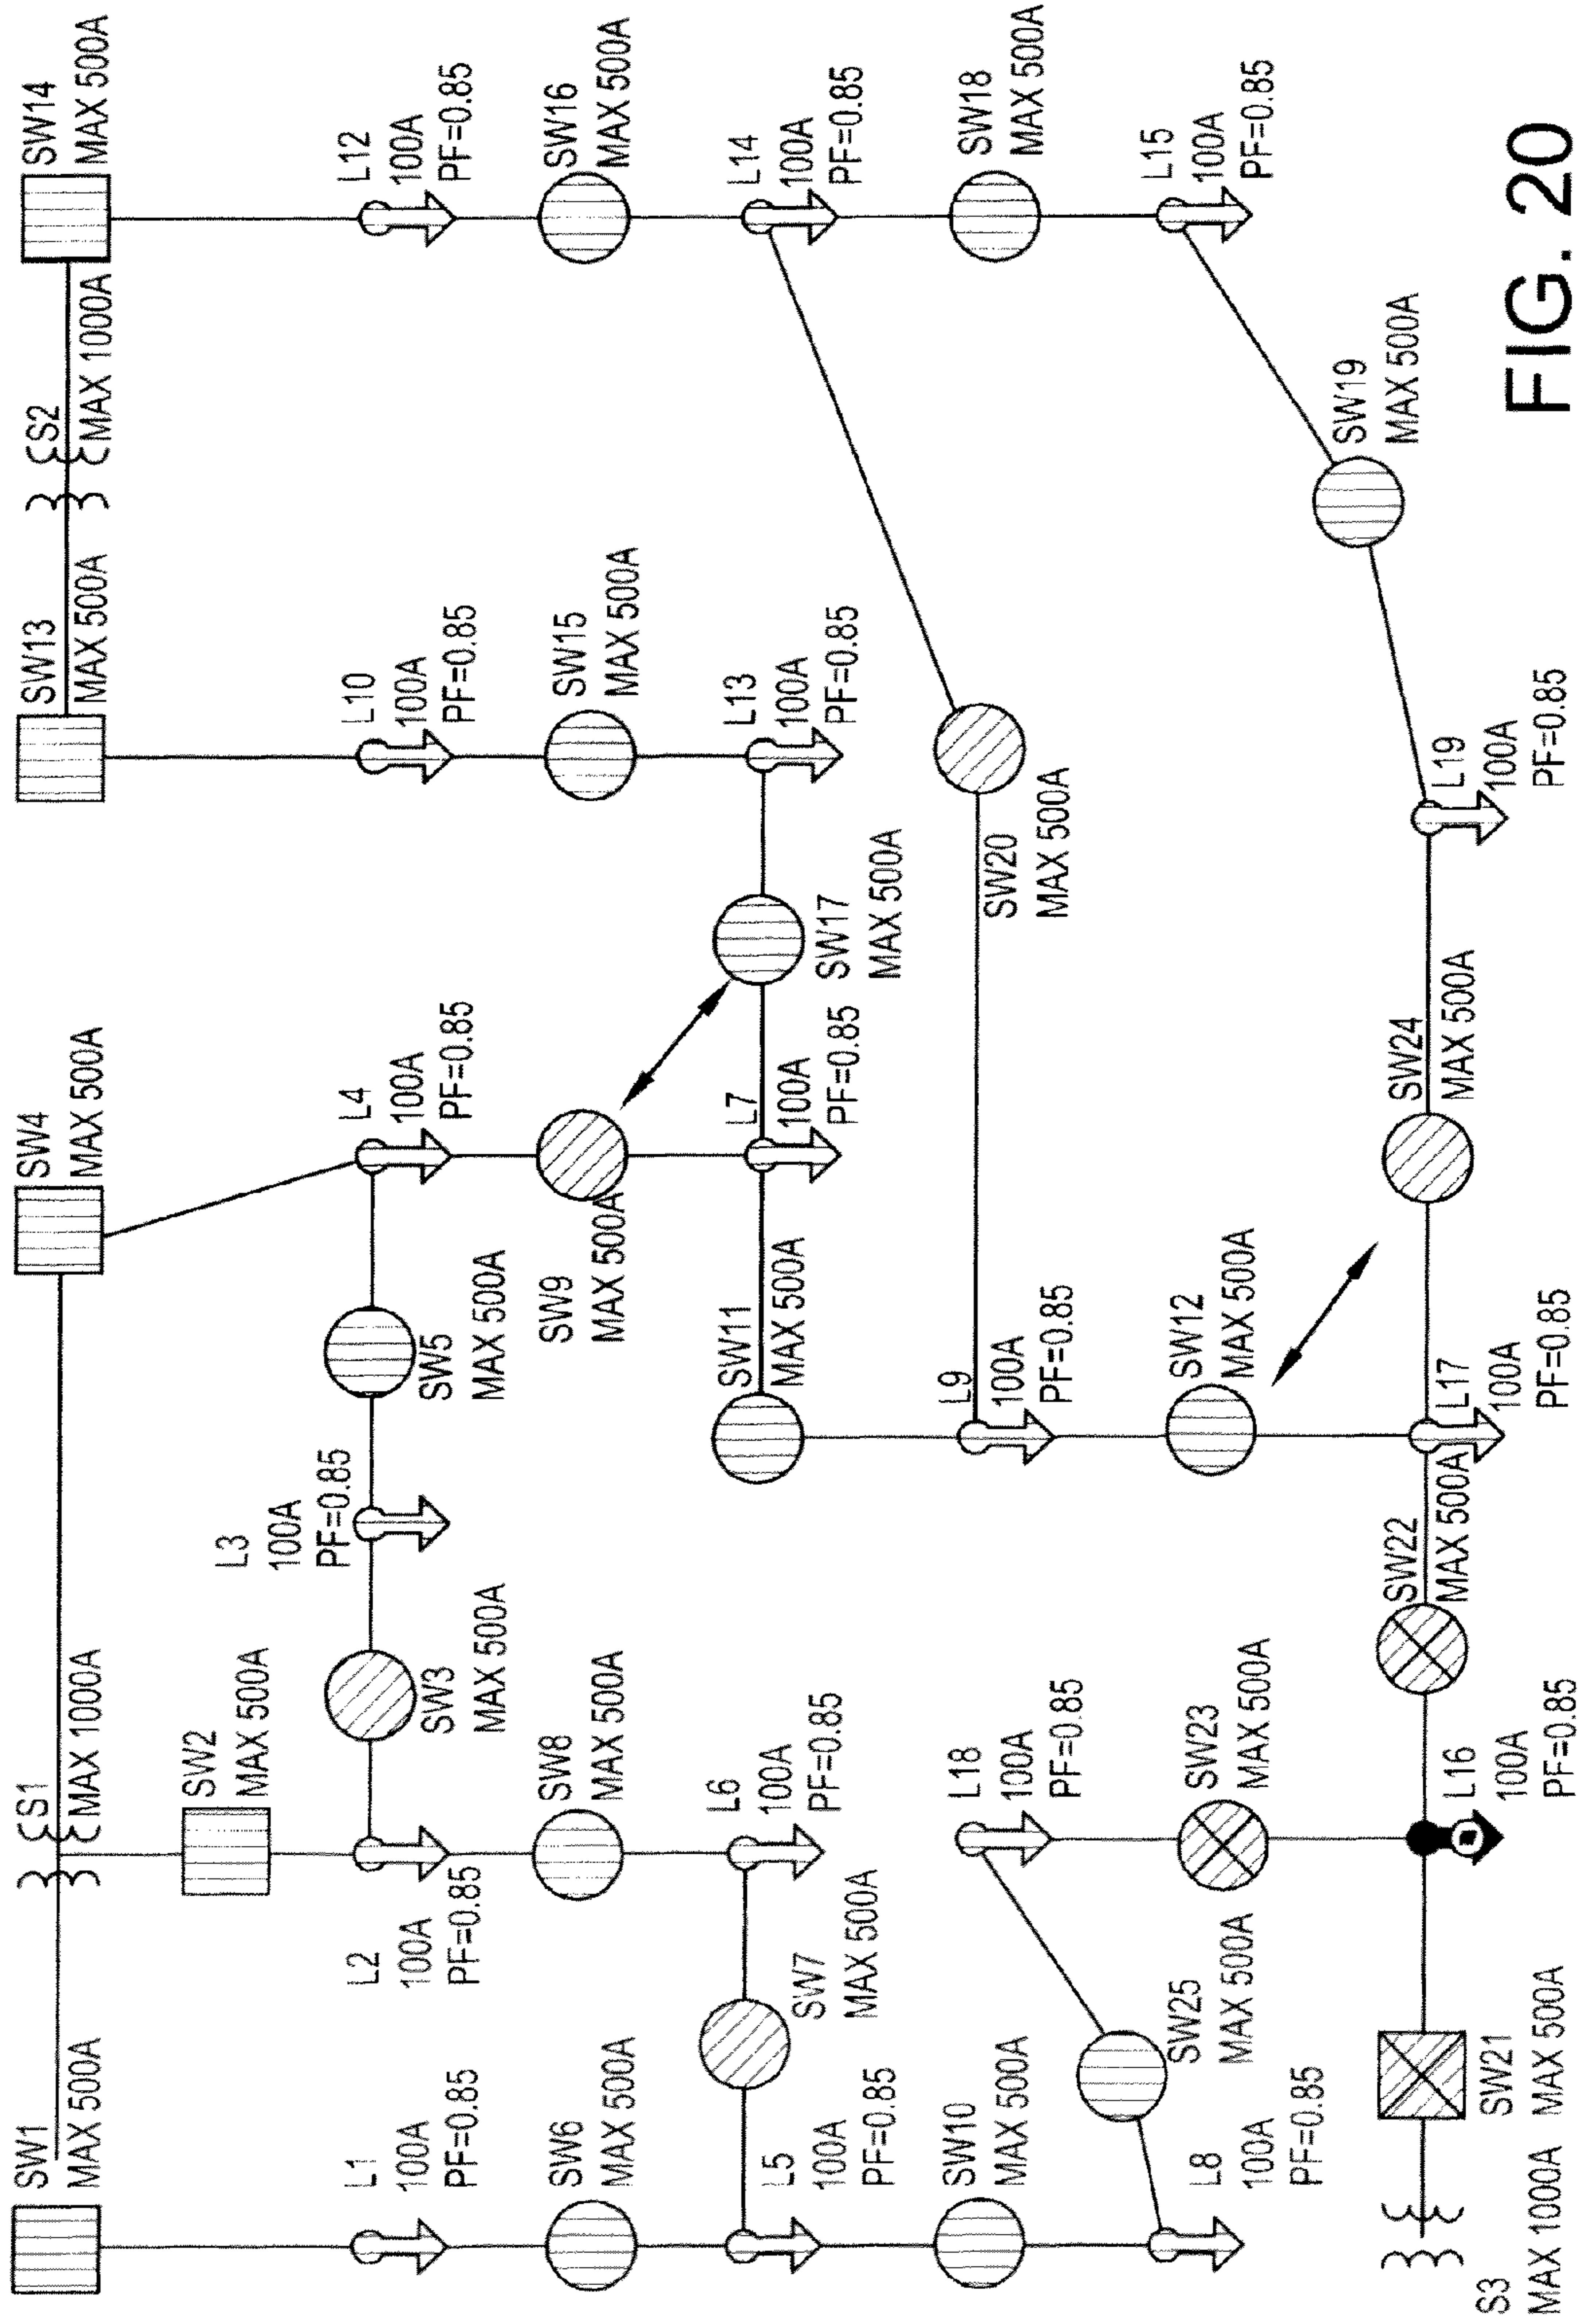 SW1
MAX 500A
S1
MAX 1000A
SW4
MAX 500A
SW13
MAX 500A
S2
MAX 1000A
SW14
MAX 500A
SW2
MAX 500A
L1
100A
PF=0.85
L2
100A
PF=0.85
SW3
MAX 500A
L3
100A
PF=0.85
SW5
MAX 500A
L4
100A
PF=0.85
L10
100A
PF=0.85
L12
100A
PF=0.85
SW6
MAX 500A
SW8
MAX 500A
SW9
MAX 500A
SW15
MAX 500A
SW16
MAX 500A
L5
100A
PF=0.85
SW7
MAX 500A
L6
100A
PF=0.85
SW11
MAX 500A
L7
100A
PF=0.85
SW17
MAX 500A
L13
100A
PF=0.85
L14
100A
PF=0.85
SW10
MAX 500A
L18
100A
PF=0.85
L9
100A
PF=0.85
SW20
MAX 500A
SW18
MAX 500A
L8
100A
PF=0.85
SW25
MAX 500A
SW23
MAX 500A
SW12
MAX 500A
L15
100A
PF=0.85
SW19
MAX 500A
S3
MAX 1000A
SW21
MAX 500A
L16
100A
PF=0.85
SW22
MAX 500A
L17
100A
PF=0.85
SW24
MAX 500A
L19
100A
PF=0.85
FIG. 20